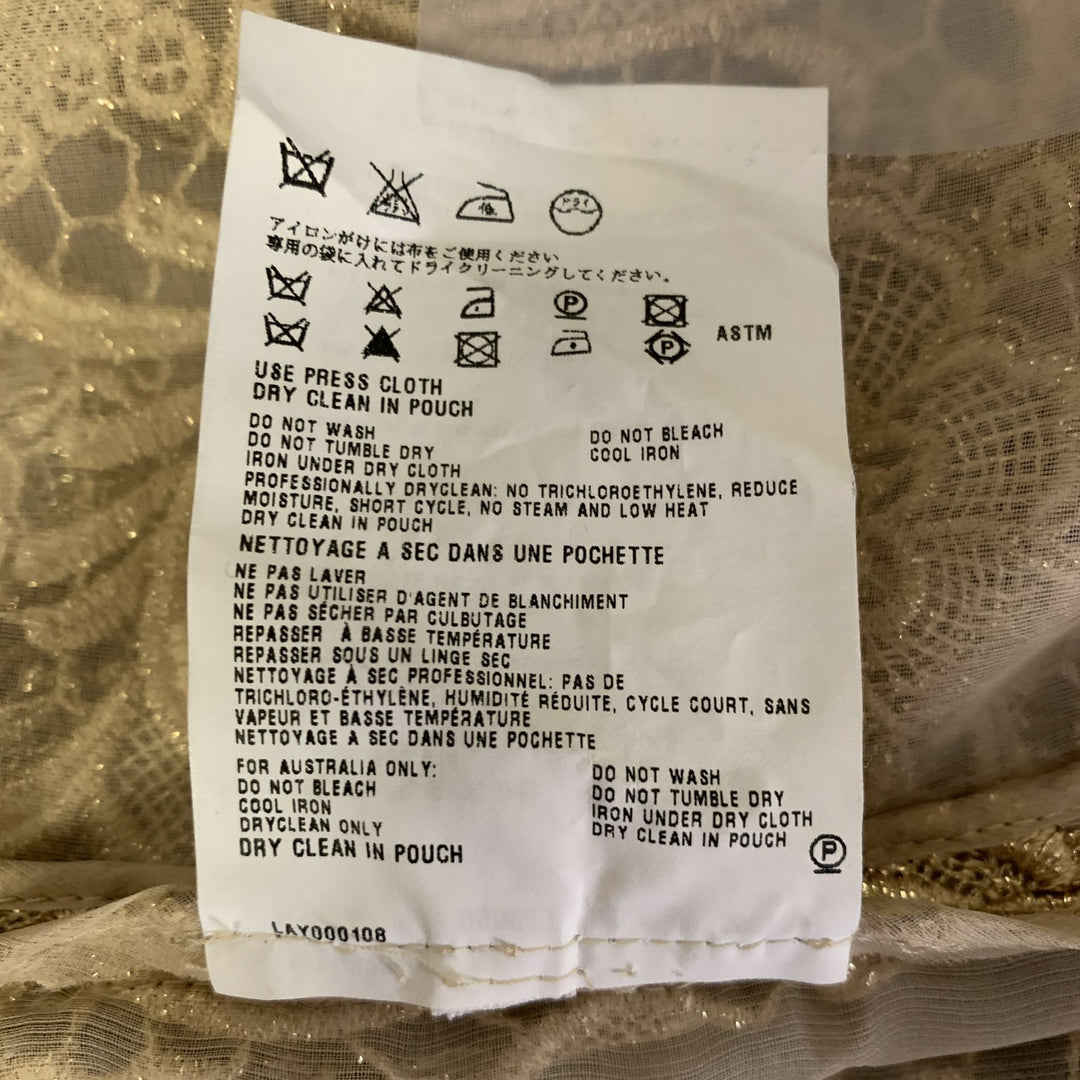 低 ドライ
アイロンがけには布をご使用ください
専用の袋に入れてドライクリーニングしてください。
P
ASTM
P
USE PRESS CLOTH
DRY CLEAN IN POUCH
DO NOT WASH DO NOT BLEACH
DO NOT TUMBLE DRY COOL IRON
IRON UNDER DRY CLOTH
PROFESSIONALLY DRYCLEAN: NO TRICHLOROETHYLENE, REDUCE
MOISTURE, SHORT CYCLE, NO STEAM AND LOW HEAT
DRY CLEAN IN POUCH
NETTOYAGE A SEC DANS UNE POCHETTE
NE PAS LAVER
NE PAS UTILISER D'AGENT DE BLANCHIMENT
NE PAS SÉCHER PAR CULBUTAGE
REPASSER À BASSE TEMPÉRATURE
REPASSER SOUS UN LINGE SEC
NETTOYAGE À SEC PROFESSIONNEL: PAS DE
TRICHLORO-ÉTHYLÈNE, HUMIDITÉ RÉDUITE, CYCLE COURT, SANS
VAPEUR ET BASSE TEMPÉRATURE
NETTOYAGE A SEC DANS UNE POCHETTE
FOR AUSTRALIA ONLY: DO NOT WASH
DO NOT BLEACH DO NOT TUMBLE DRY
COOL IRON IRON UNDER DRY CLOTH
DRYCLEAN ONLY DRY CLEAN IN POUCH
DRY CLEAN IN POUCH P
LAY000108